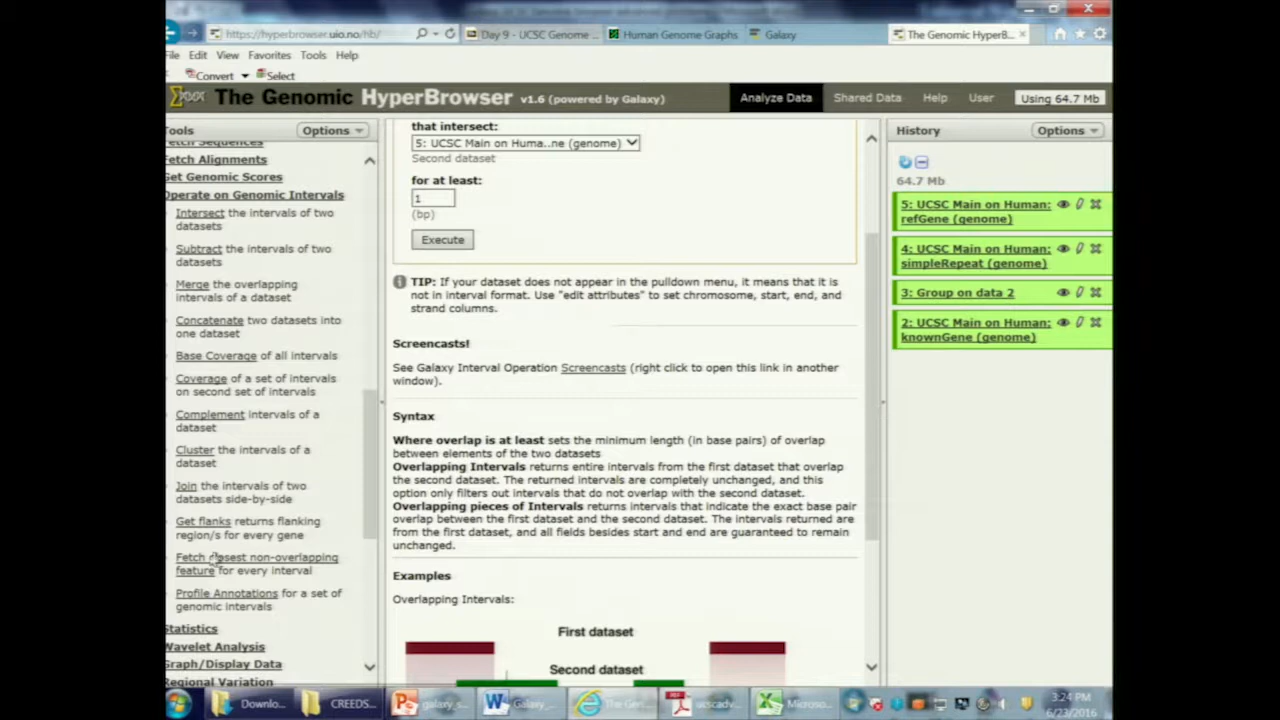 https://hyperbrowser.uio.no/hb/
Day 9 - UCSC Genome ...
Human Genome Graphs
Galaxy
The Genomic HyperB...
File Edit View Favorites Tools Help
Convert Select
The Genomic HyperBrowser v1.6 (powered by Galaxy)
Analyze Data Shared Data Help User Using 64.7 Mb
Tools Options
Fetch Sequences
Fetch Alignments
Get Genomic Scores
Operate on Genomic Intervals
Intersect the intervals of two
datasets
Subtract the intervals of two
datasets
Merge the overlapping
intervals of a dataset
Concatenate two datasets into
one dataset
Base Coverage of all intervals
Coverage of a set of intervals
on second set of intervals
Complement intervals of a
dataset
Cluster the intervals of a
dataset
Join the intervals of two
datasets side-by-side
Get flanks returns flanking
region/s for every gene
Fetch closest non-overlapping
feature for every interval
Profile Annotations for a set of
genomic intervals
Statistics
Wavelet Analysis
Graph/Display Data
Regional Variation
that intersect:
5: UCSC Main on Huma..ne (genome)
Second dataset
for at least:
1
(bp)
Execute
TIP: If your dataset does not appear in the pulldown menu, it means that it is
not in interval format. Use "edit attributes" to set chromosome, start, end, and
strand columns.
Screencasts!
See Galaxy Interval Operation Screencasts (right click to open this link in another
window).
Syntax
Where overlap is at least sets the minimum length (in base pairs) of overlap
between elements of the two datasets
Overlapping Intervals returns entire intervals from the first dataset that overlap
the second dataset. The returned intervals are completely unchanged, and this
option only filters out intervals that do not overlap with the second dataset.
Overlapping pieces of Intervals returns intervals that indicate the exact base pair
overlap between the first dataset and the second dataset. The intervals returned are
from the first dataset, and all fields besides start and end are guaranteed to remain
unchanged.
Examples
Overlapping Intervals:
First dataset
Second dataset
History Options
64.7 Mb
5: UCSC Main on Human:
refGene (genome)
4: UCSC Main on Human:
simpleRepeat (genome)
3: Group on data 2
2: UCSC Main on Human:
knownGene (genome)
Downlo...
CREEDS...
galaxy_s...
Galaxy_...
The Gen...
ucscadv...
Microso...
3:24 PM
6/23/2016